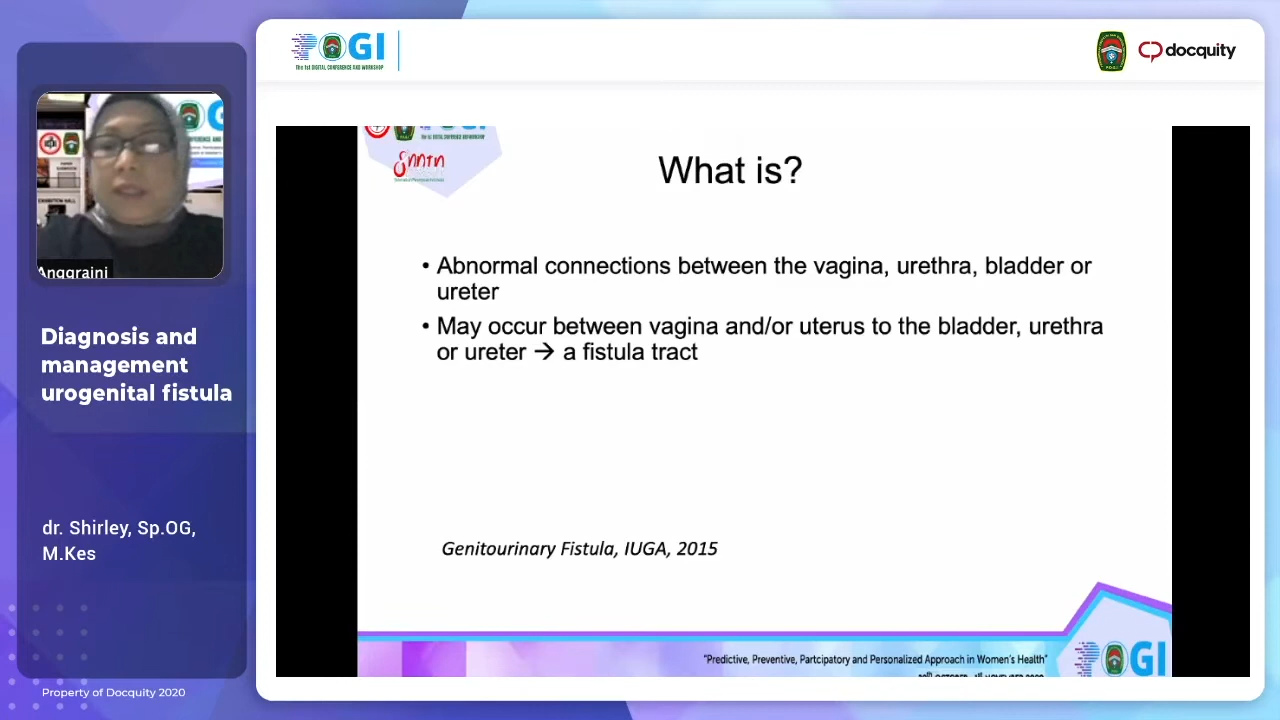 POGI
The 1st DIGITAL CONFERENCE AND WORKSHOP
docquity
Anggraini
Diagnosis and
management
urogenital fistula
dr. Shirley, Sp.OG,
M.Kes
Property of Docquity 2020
What is?
• Abnormal connections between the vagina, urethra, bladder or
ureter
• May occur between vagina and/or uterus to the bladder, urethra
or ureter → a fistula tract
Genitourinary Fistula, IUGA, 2015
"Predictive, Preventive, Partcipatory and Personalized Approach in Women's Health"
POGI